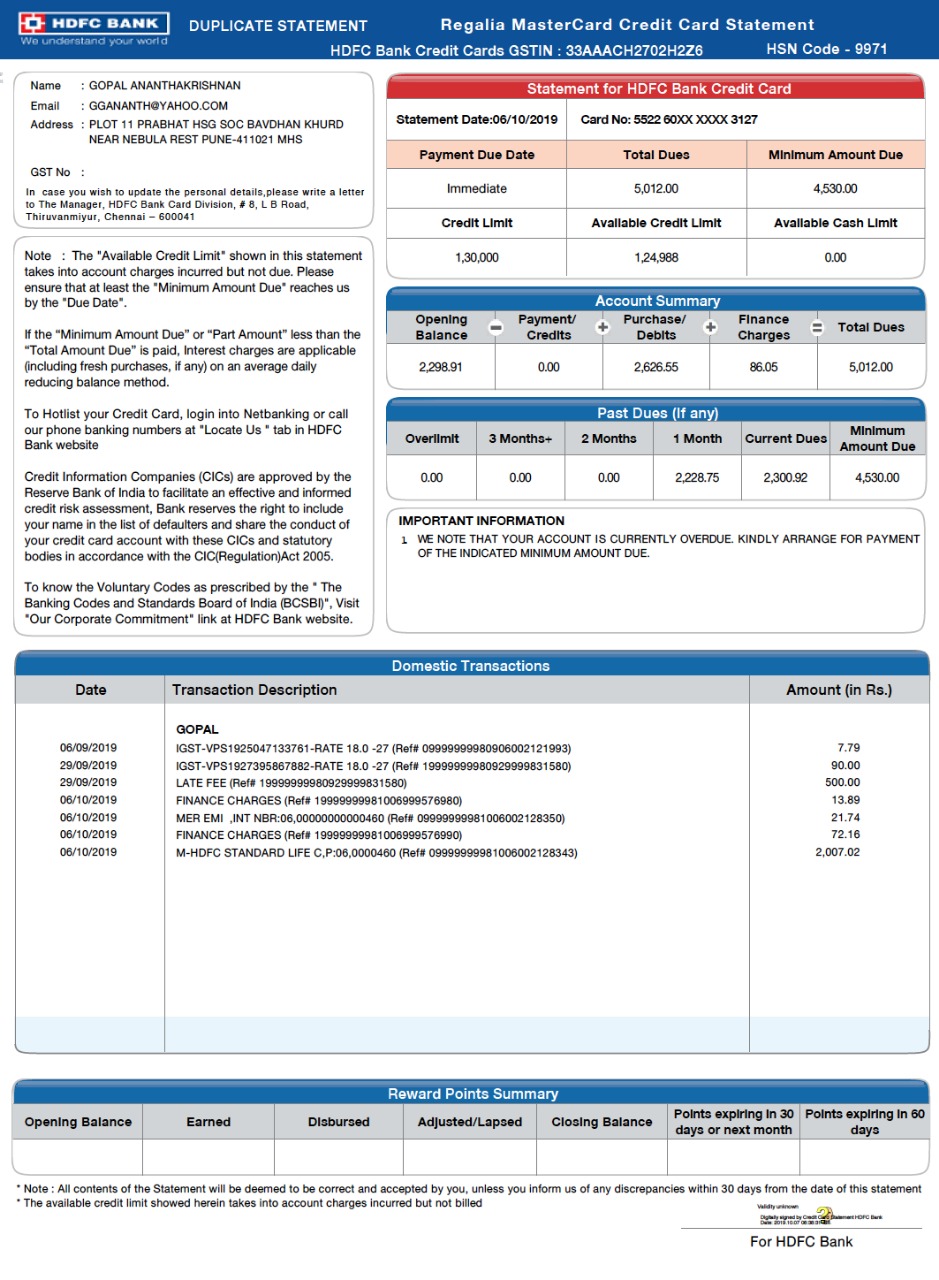 HDFC BANK
We understand your world
DUPLICATE STATEMENT
Regalia MasterCard Credit Card Statement
HDFC Bank Credit Cards GSTIN : 33AAACH2702H2Z6
HSN Code - 9971
Name : GOPAL ANANTHAKRISHNAN
Email : GGANANTH@YAHOO.COM
Address : PLOT 11 PRABHAT HSG SOC BAVDHAN KHURD
NEAR NEBULA REST PUNE-411021 MHS
GST No :
In case you wish to update the personal details,please write a letter
to The Manager, HDFC Bank Card Division, # 8, L B Road,
Thiruvanmiyur, Chennai – 600041
Note : The "Available Credit Limit" shown in this statement
takes into account charges incurred but not due. Please
ensure that at least the "Minimum Amount Due" reaches us
by the "Due Date".
If the “Minimum Amount Due” or “Part Amount” less than the
“Total Amount Due” is paid, Interest charges are applicable
(including fresh purchases, if any) on an average daily
reducing balance method.
To Hotlist your Credit Card, login into Netbanking or call
our phone banking numbers at "Locate Us " tab in HDFC
Bank website
Credit Information Companies (CICs) are approved by the
Reserve Bank of India to facilitate an effective and informed
credit risk assessment, Bank reserves the right to include
your name in the list of defaulters and share the conduct of
your credit card account with these CICs and statutory
bodies in accordance with the CIC(Regulation)Act 2005.
To know the Voluntary Codes as prescribed by the " The
Banking Codes and Standards Board of India (BCSBI)", Visit
"Our Corporate Commitment" link at HDFC Bank website.
Statement for HDFC Bank Credit Card
Statement Date:06/10/2019 Card No: 5522 60XX XXXX 3127
Payment Due Date Total Dues Minimum Amount Due
Immediate 5,012.00 4,530.00
Credit Limit Available Credit Limit Available Cash Limit
1,30,000 1,24,988 0.00
Account Summary
Opening Balance − Payment/ Credits + Purchase/ Debits + Finance Charges = Total Dues
2,298.91 0.00 2,626.55 86.05 5,012.00
Past Dues (If any)
Overlimit 3 Months+ 2 Months 1 Month Current Dues Minimum Amount Due
0.00 0.00 0.00 2,228.75 2,300.92 4,530.00
IMPORTANT INFORMATION
1 WE NOTE THAT YOUR ACCOUNT IS CURRENTLY OVERDUE. KINDLY ARRANGE FOR PAYMENT
OF THE INDICATED MINIMUM AMOUNT DUE.
Domestic Transactions
Date Transaction Description Amount (in Rs.)
GOPAL
06/09/2019 IGST-VPS1925047133761-RATE 18.0 -27 (Ref# 09999999980906002121993) 7.79
29/09/2019 IGST-VPS1927395867882-RATE 18.0 -27 (Ref# 19999999980929999831580) 90.00
29/09/2019 LATE FEE (Ref# 19999999980929999831580) 500.00
06/10/2019 FINANCE CHARGES (Ref# 19999999981006999576980) 13.89
06/10/2019 MER EMI ,INT NBR:06,00000000000460 (Ref# 09999999981006002128350) 21.74
06/10/2019 FINANCE CHARGES (Ref# 19999999981006999576990) 72.16
06/10/2019 M-HDFC STANDARD LIFE C,P:06,0000460 (Ref# 09999999981006002128343) 2,007.02
Reward Points Summary
Opening Balance Earned Disbursed Adjusted/Lapsed Closing Balance Points expiring in 30 days or next month Points expiring in 60 days
* Note : All contents of the Statement will be deemed to be correct and accepted by you, unless you inform us of any discrepancies within 30 days from the date of this statement
* The available credit limit showed herein takes into account charges incurred but not billed
Validity unknown
Digitally signed by Credit Card Statement HDFC Bank
Date: 2019.10.07
For HDFC Bank